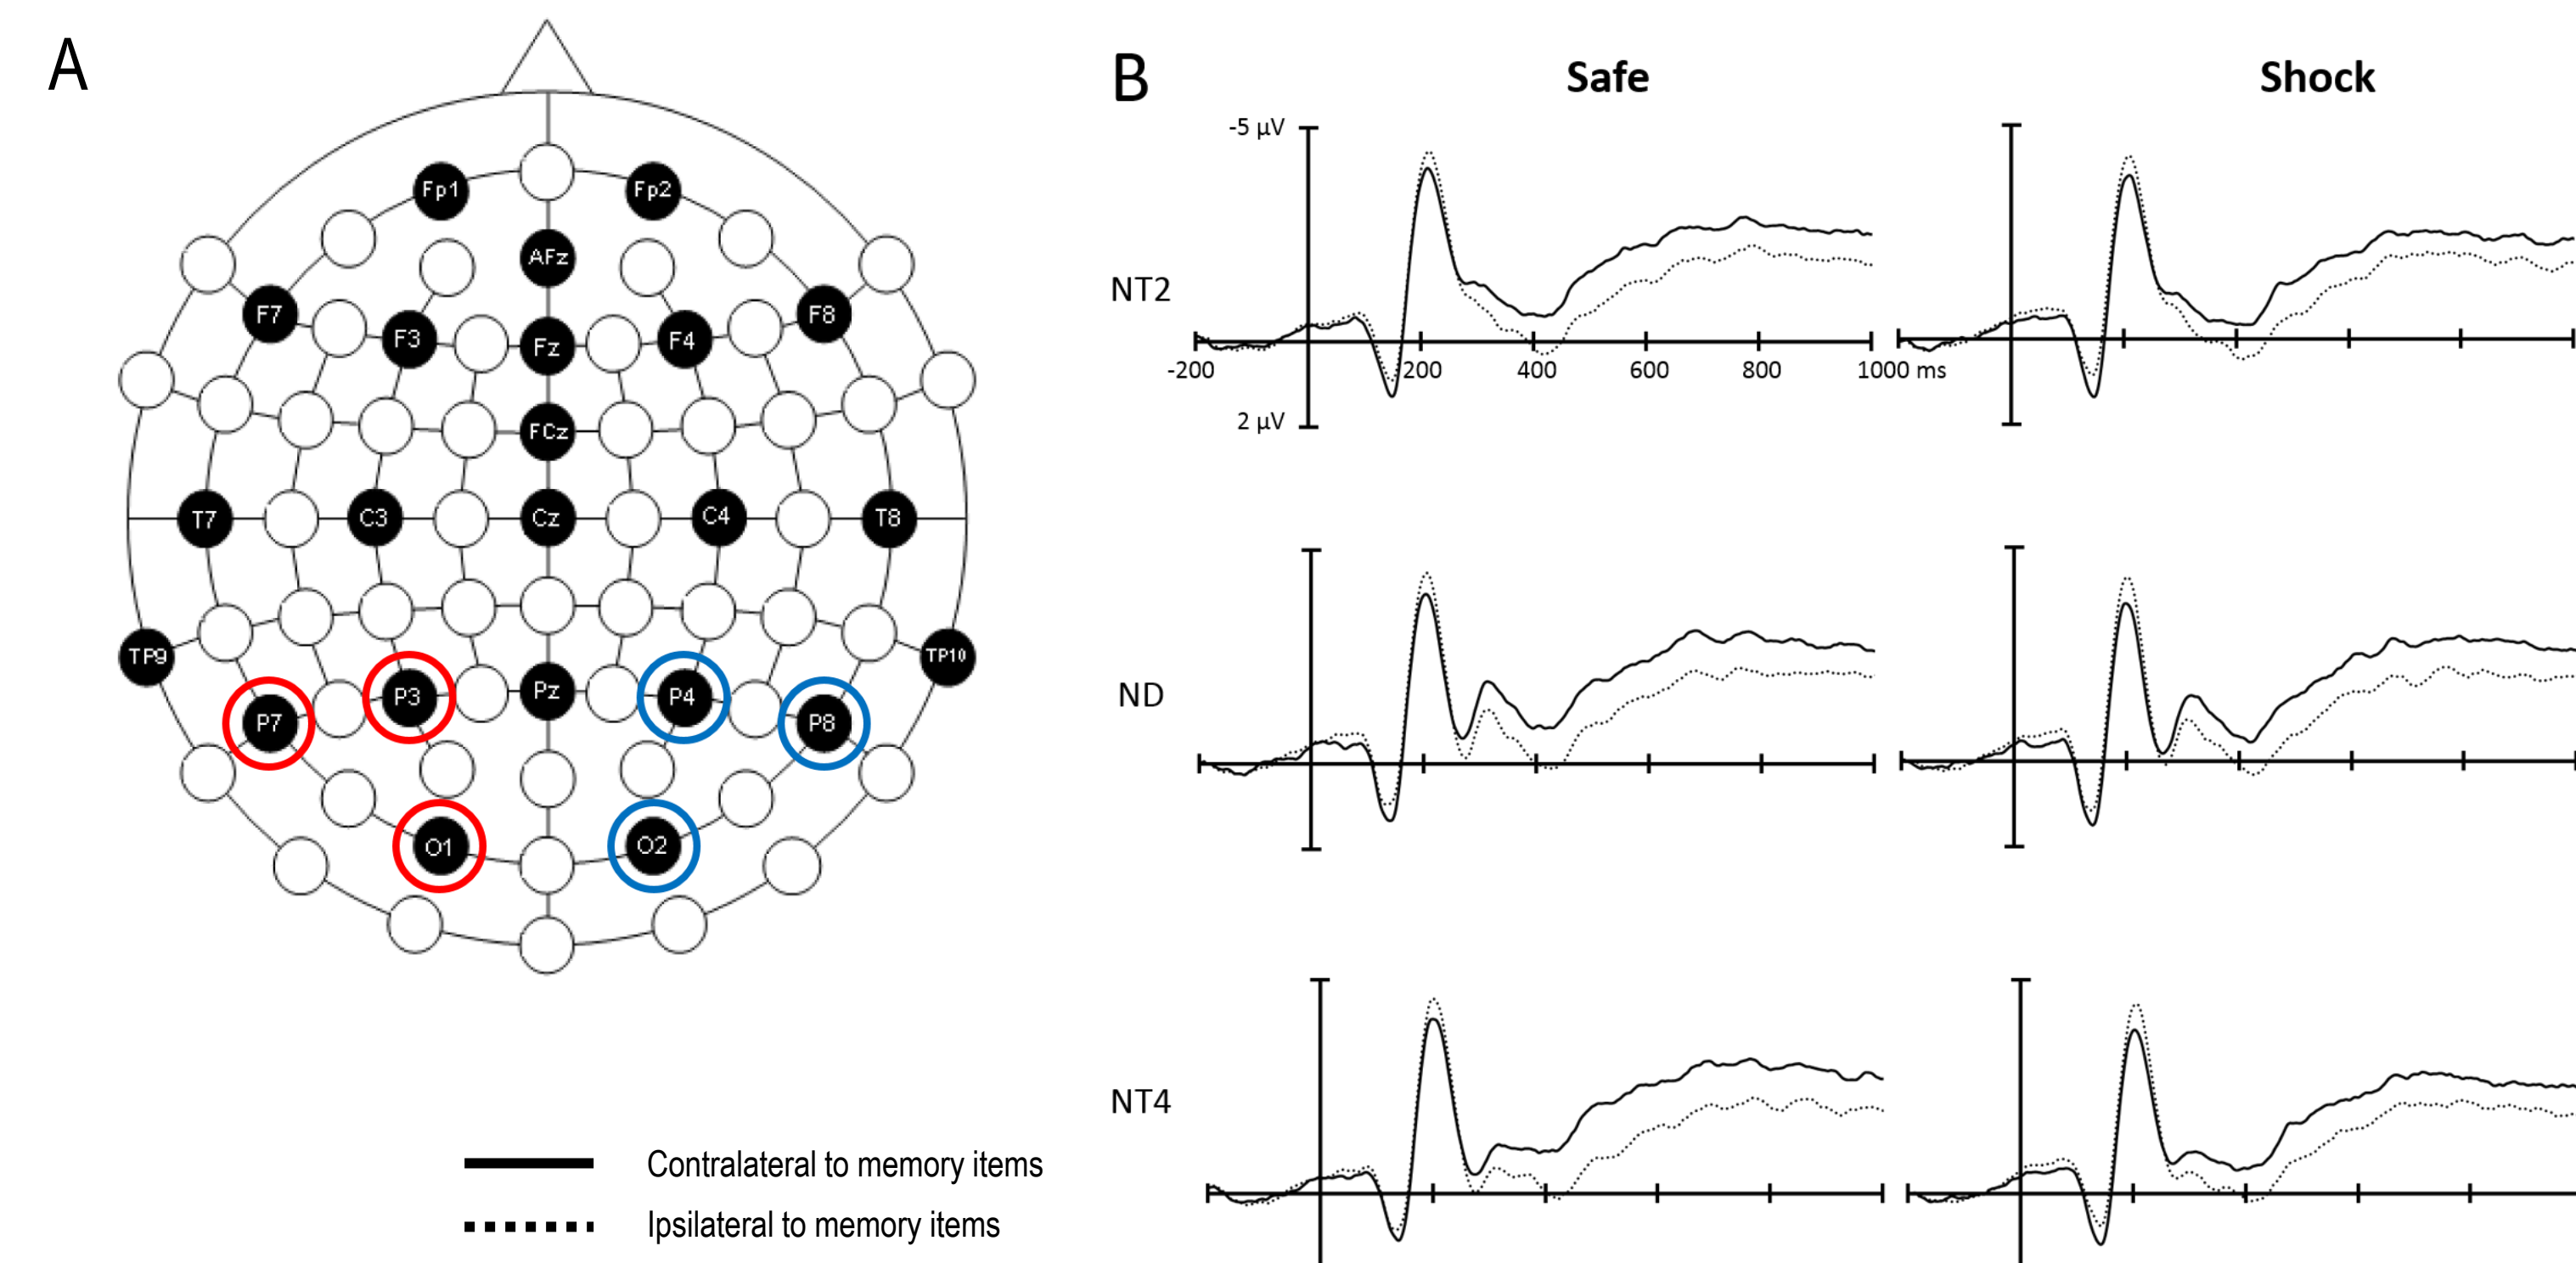 A
Fp1 Fp2
AFz
F7 F3 Fz F4 F8
FCz
T7 C3 Cz C4 T8
TP9 TP10
P7 P3 Pz P4 P8
O1 O2
Contralateral to memory items
Ipsilateral to memory items
B
Safe Shock
-5 µV
NT2
-200 200 400 600 800 1000 ms
2 µV
ND
NT4